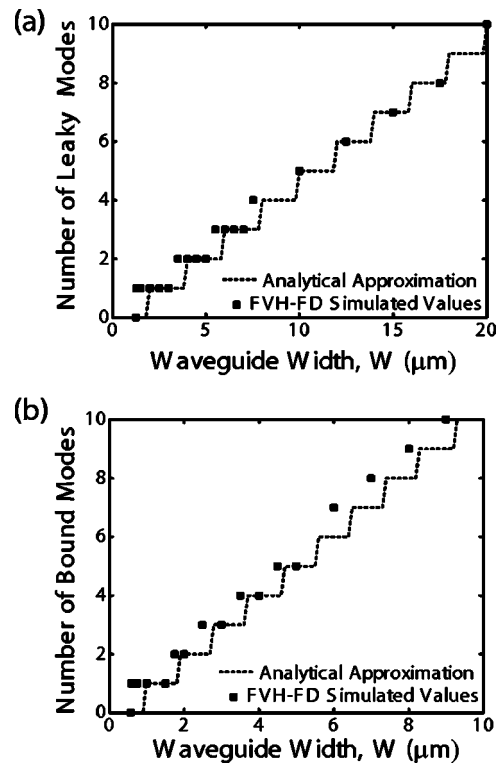 (a)
10
8
6
4
2
0
Number of Leaky Modes
Analytical Approximation
FVH-FD Simulated Values
5 10 15 20
Waveguide Width, W (μm)
(b)
10
8
6
4
2
0
Number of Bound Modes
Analytical Approximation
FVH-FD Simulated Values
2 4 6 8 10
Waveguide Width, W (μm)